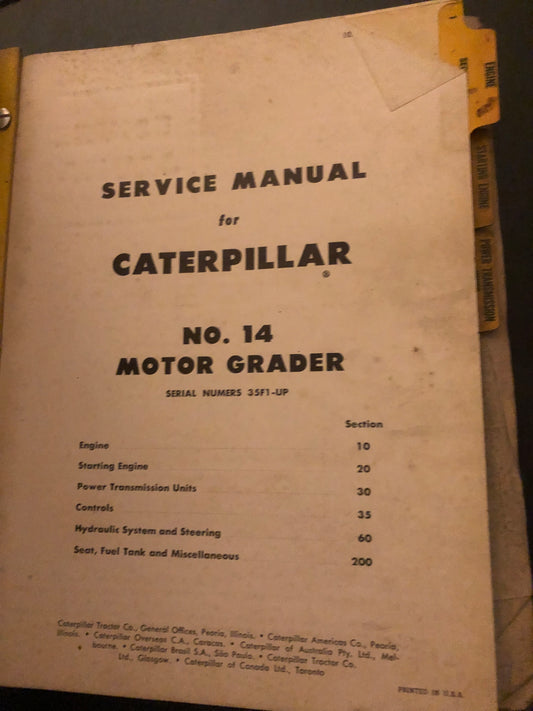 10
SERVICE MANUAL
for
CATERPILLAR
®
NO. 14
MOTOR GRADER
SERIAL NUMERS 35F1-UP
Section
Engine 10
Starting Engine 20
Power Transmission Units 30
Controls 35
Hydraulic System and Steering 60
Seat, Fuel Tank and Miscellaneous 200
Caterpillar Tractor Co., General Offices, Peoria, Illinois. • Caterpillar Americas Co., Peoria,
Illinois. • Caterpillar Overseas C.A., Caracas. • Caterpillar of Australia Pty. Ltd., Mel-
bourne. • Caterpillar Brasil S.A., São Paulo. • Caterpillar Tractor Co.
Ltd., Glasgow. • Caterpillar of Canada Ltd., Toronto
PRINTED IN U.S.A.
ENGINE
STARTING ENGINE
POWER TRANSMISSION